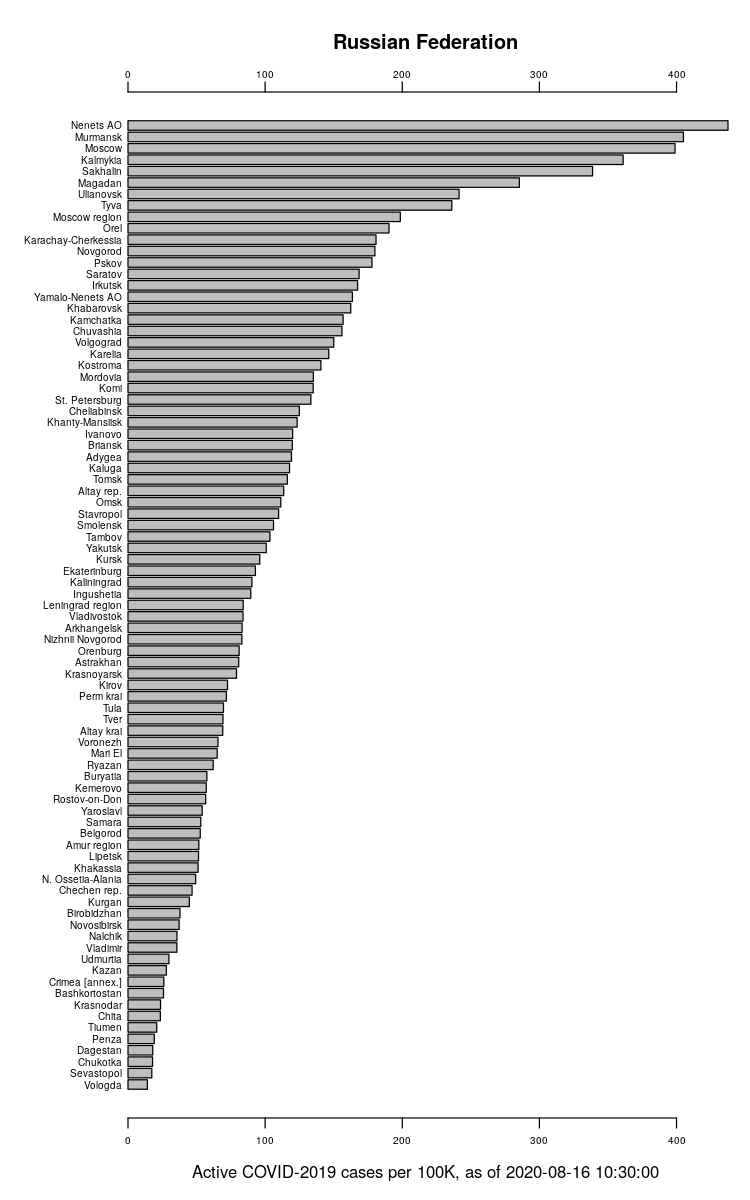 Russian Federation
0 100 200 300 400
Nenets AO
Murmansk
Moscow
Kalmykia
Sakhalin
Magadan
Ulianovsk
Tyva
Moscow region
Orel
Karachay-Cherkessia
Novgorod
Pskov
Saratov
Irkutsk
Yamalo-Nenets AO
Khabarovsk
Kamchatka
Chuvashia
Volgograd
Karelia
Kostroma
Mordovia
Komi
St. Petersburg
Cheliabinsk
Khanty-Mansiisk
Ivanovo
Briansk
Adygea
Kaluga
Tomsk
Altay rep.
Omsk
Stavropol
Smolensk
Tambov
Yakutsk
Kursk
Ekaterinburg
Kaliningrad
Ingushetia
Leningrad region
Vladivostok
Arkhangelsk
Nizhnii Novgorod
Orenburg
Astrakhan
Krasnoyarsk
Kirov
Perm krai
Tula
Tver
Altay krai
Voronezh
Mari El
Ryazan
Buryatia
Kemerovo
Rostov-on-Don
Yaroslavl
Samara
Belgorod
Amur region
Lipetsk
Khakassia
N. Ossetia-Alania
Chechen rep.
Kurgan
Birobidzhan
Novosibirsk
Nalchik
Vladimir
Udmurtia
Kazan
Crimea [annex.]
Bashkortostan
Krasnodar
Chita
Tiumen
Penza
Dagestan
Chukotka
Sevastopol
Vologda
0 100 200 300 400
Active COVID-2019 cases per 100K, as of 2020-08-16 10:30:00